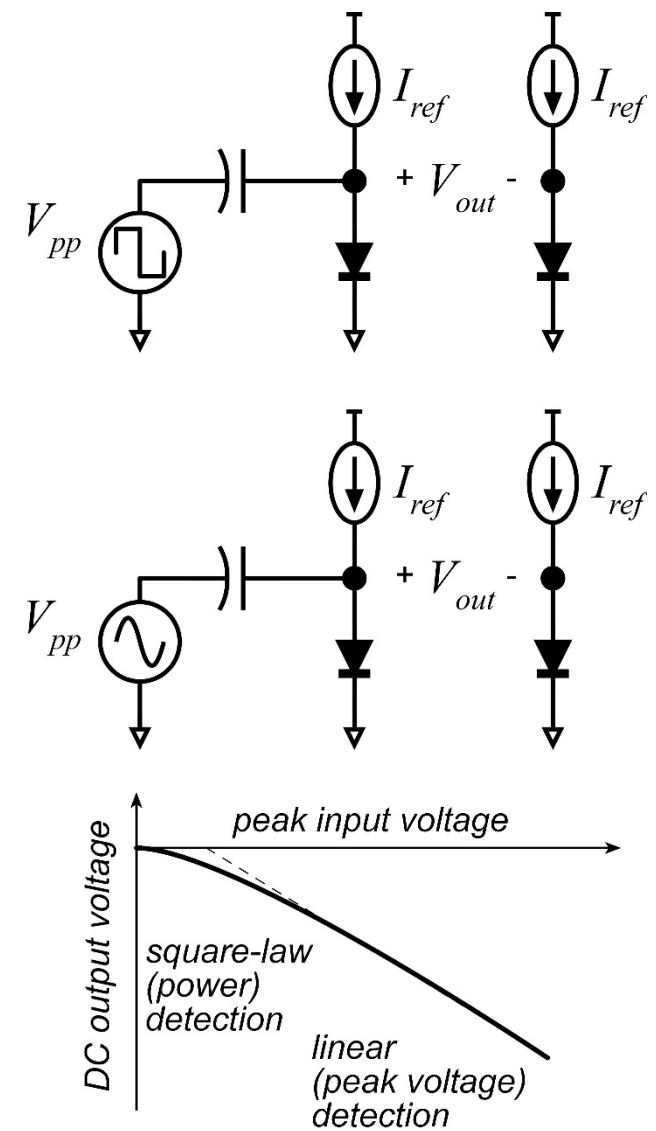 I_ref I_ref
V_pp + V_out -
I_ref I_ref
V_pp + V_out -
peak input voltage
DC output voltage
square-law
(power)
detection
linear
(peak voltage)
detection